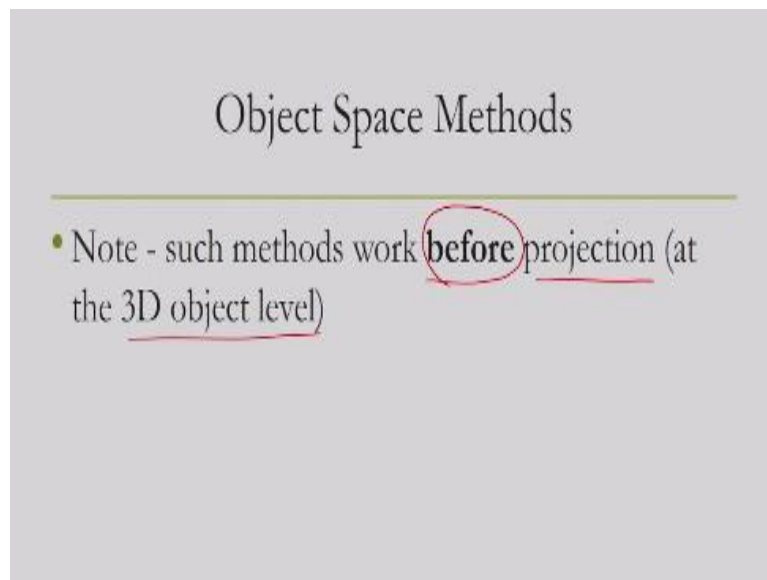 Object Space Methods
• Note - such methods work before projection (at
the 3D object level)